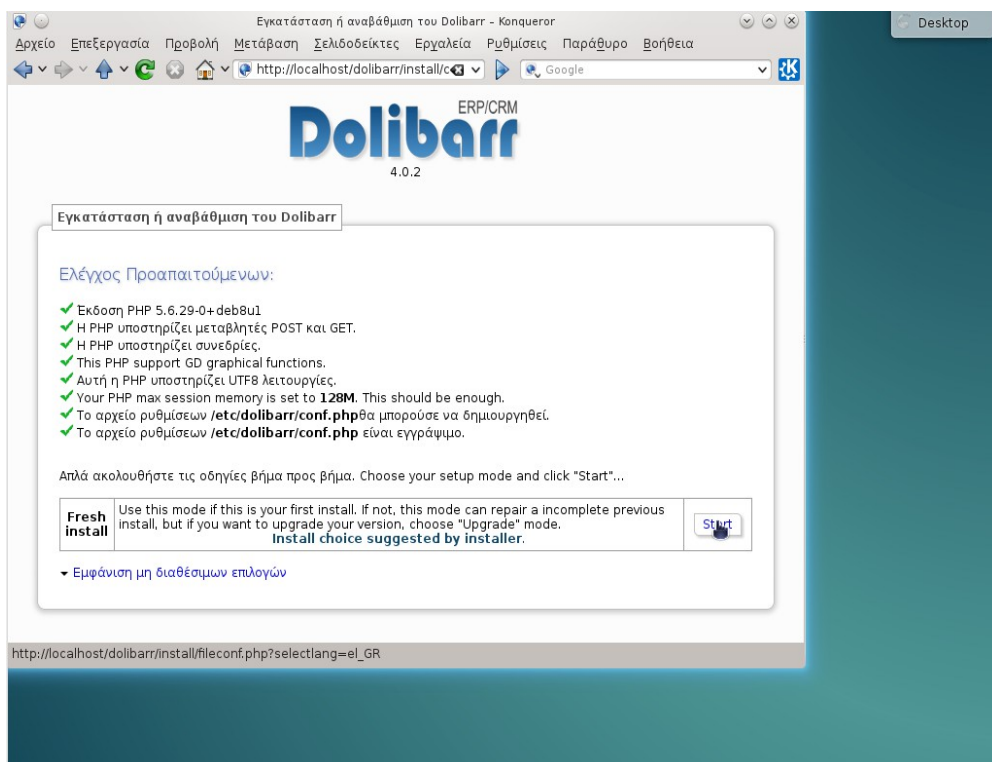 Εγκατάσταση ή αναβάθμιση του Dolibarr – Konqueror
Desktop
Αρχείο Επεξεργασία Προβολή Μετάβαση Σελιδοδείκτες Εργαλεία Ρυθμίσεις Παράθυρο Βοήθεια
http://localhost/dolibarr/install/c
Google
ERP/CRM
Dolibarr
4.0.2
Εγκατάσταση ή αναβάθμιση του Dolibarr
Ελέγχος Προαπαιτούμενων:
Έκδοση PHP 5.6.29-0+deb8u1
Η PHP υποστηρίζει μεταβλητές POST και GET.
Η PHP υποστηρίζει συνεδρίες.
This PHP support GD graphical functions.
Αυτή η PHP υποστηρίζει UTF8 λειτουργίες.
Your PHP max session memory is set to 128M. This should be enough.
Το αρχείο ρυθμίσεων /etc/dolibarr/conf.phpθα μπορούσε να δημιουργηθεί.
Το αρχείο ρυθμίσεων /etc/dolibarr/conf.php είναι εγγράψιμο.
Απλά ακολουθήστε τις οδηγίες βήμα προς βήμα. Choose your setup mode and click "Start"...
Fresh install
Use this mode if this is your first install. If not, this mode can repair a incomplete previous
install, but if you want to upgrade your version, choose "Upgrade" mode.
Install choice suggested by installer.
Start
Εμφάνιση μη διαθέσιμων επιλογών
http://localhost/dolibarr/install/fileconf.php?selectlang=el_GR